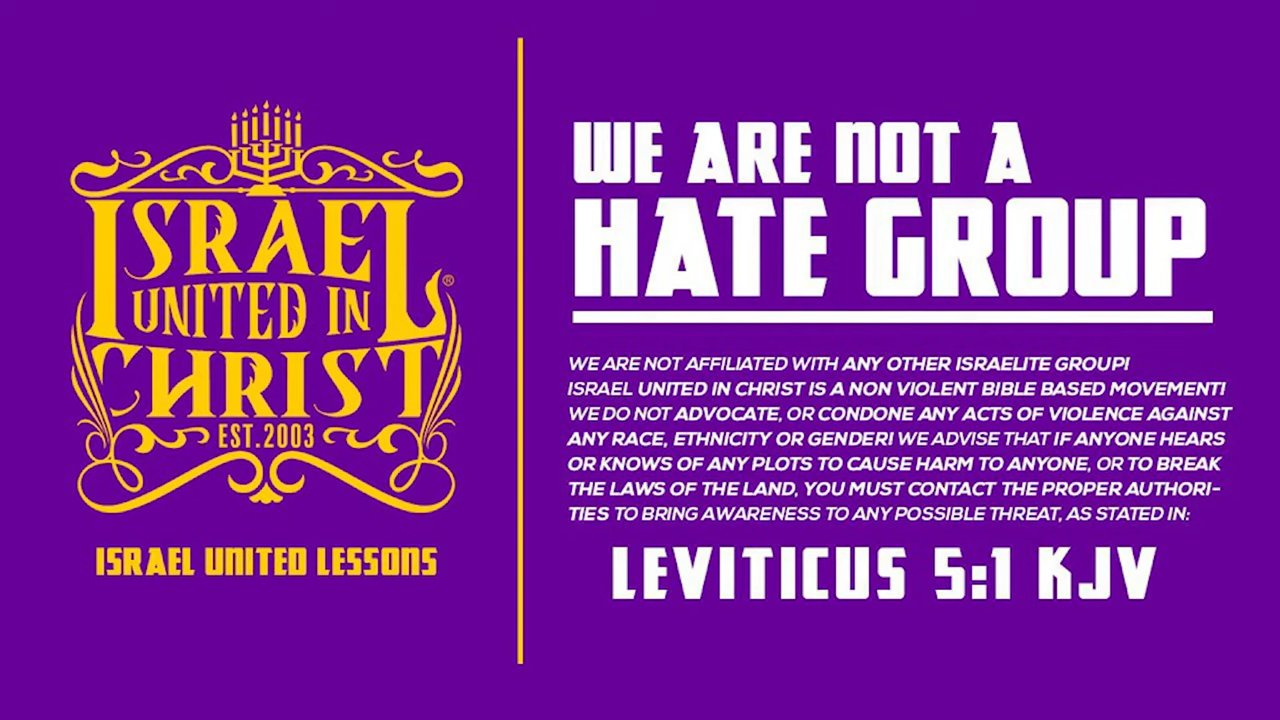 ISRAEL
UNITED IN
CHRIST
®
EST. 2003
ISRAEL UNITED LESSONS
WE ARE NOT A
HATE GROUP
WE ARE NOT AFFILIATED WITH ANY OTHER ISRAELITE GROUP!
ISRAEL UNITED IN CHRIST IS A NON VIOLENT BIBLE BASED MOVEMENT!
WE DO NOT ADVOCATE, OR CONDONE ANY ACTS OF VIOLENCE AGAINST
ANY RACE, ETHNICITY OR GENDER! WE ADVISE THAT IF ANYONE HEARS
OR KNOWS OF ANY PLOTS TO CAUSE HARM TO ANYONE, OR TO BREAK
THE LAWS OF THE LAND, YOU MUST CONTACT THE PROPER AUTHORI-
TIES TO BRING AWARENESS TO ANY POSSIBLE THREAT, AS STATED IN:
LEVITICUS 5:1 KJV